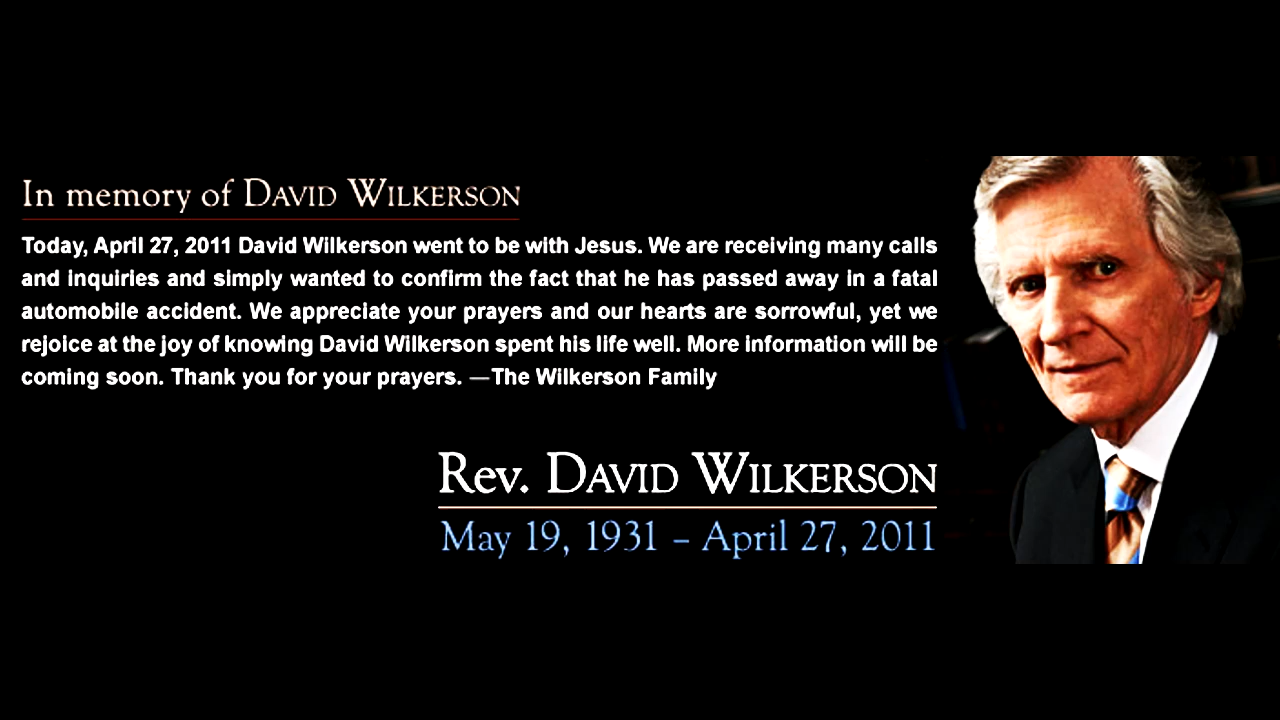 In memory of DAVID WILKERSON
Today, April 27, 2011 David Wilkerson went to be with Jesus. We are receiving many calls
and inquiries and simply wanted to confirm the fact that he has passed away in a fatal
automobile accident. We appreciate your prayers and our hearts are sorrowful, yet we
rejoice at the joy of knowing David Wilkerson spent his life well. More information will be
coming soon. Thank you for your prayers. —The Wilkerson Family
Rev. DAVID WILKERSON
May 19, 1931 – April 27, 2011